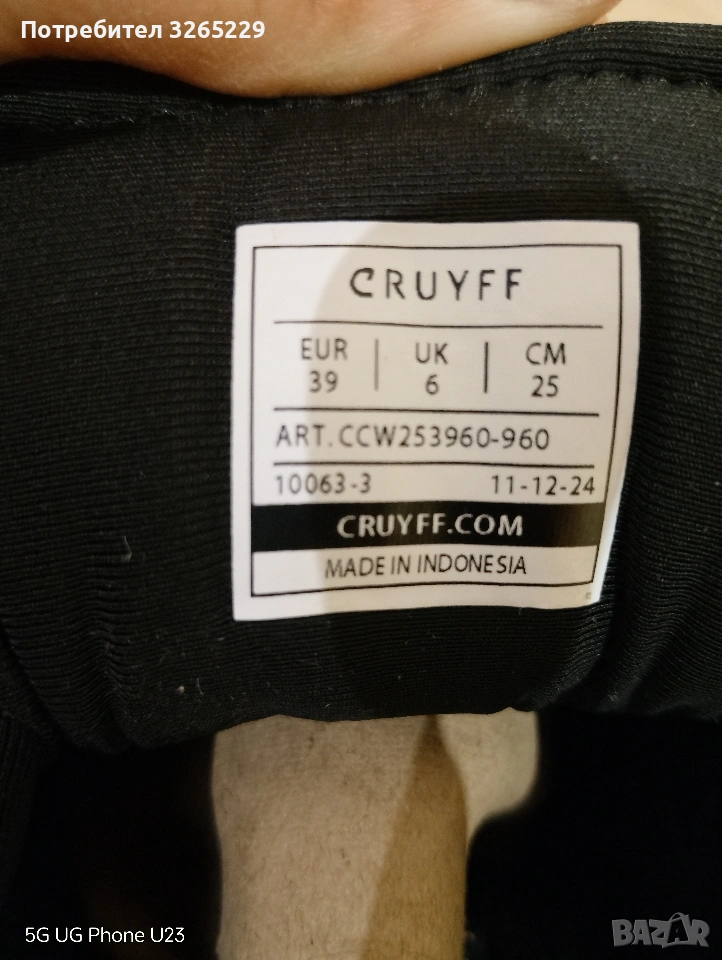 Потребител 3265229
CRUYFF
EUR | UK | CM
39 | 6 | 25
ART. CCW253960-960
10063-3 11-12-24
CRUYFF.COM
MADE IN INDONESIA
5G UG Phone U23
BAZAR